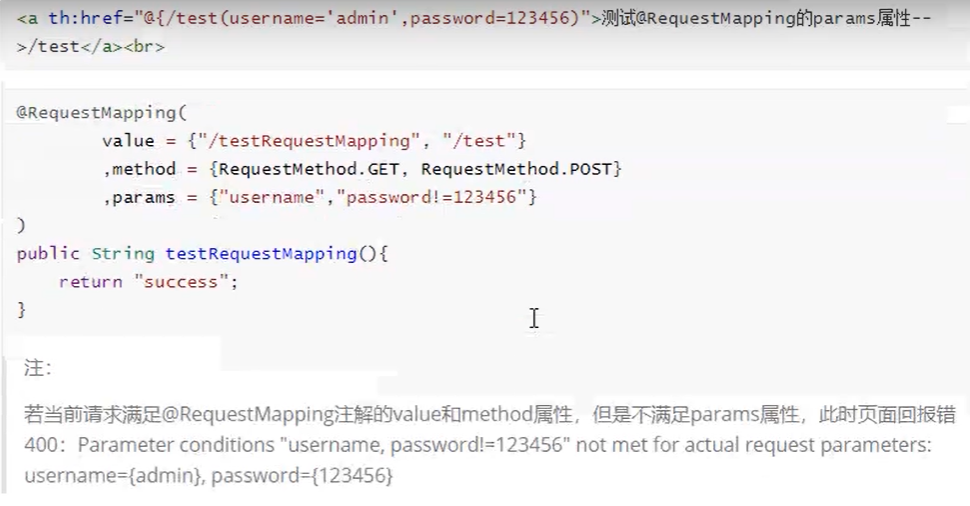 <a th:href="@{/test(username='admin',password=123456)">测试@RequestMapping的params属性--
>/test</a><br>
@RequestMapping(
value = {"/testRequestMapping", "/test"}
,method = {RequestMethod.GET, RequestMethod.POST}
,params = {"username","password!=123456"}
)
public String testRequestMapping(){
return "success";
}
注：
若当前请求满足@RequestMapping注解的value和method属性，但是不满足params属性，此时页面回报错
400：Parameter conditions "username, password!=123456" not met for actual request parameters:
username={admin}, password={123456}